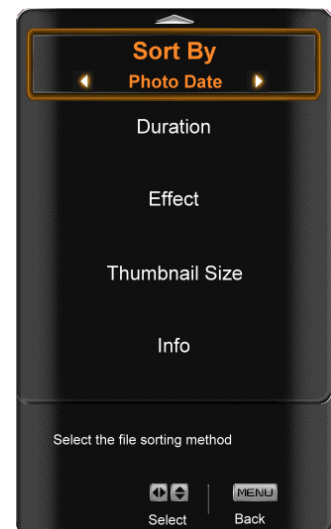 Sort By
Photo Date
Duration
Effect
Thumbnail Size
Info
Select the file sorting method
MENU
Select Back